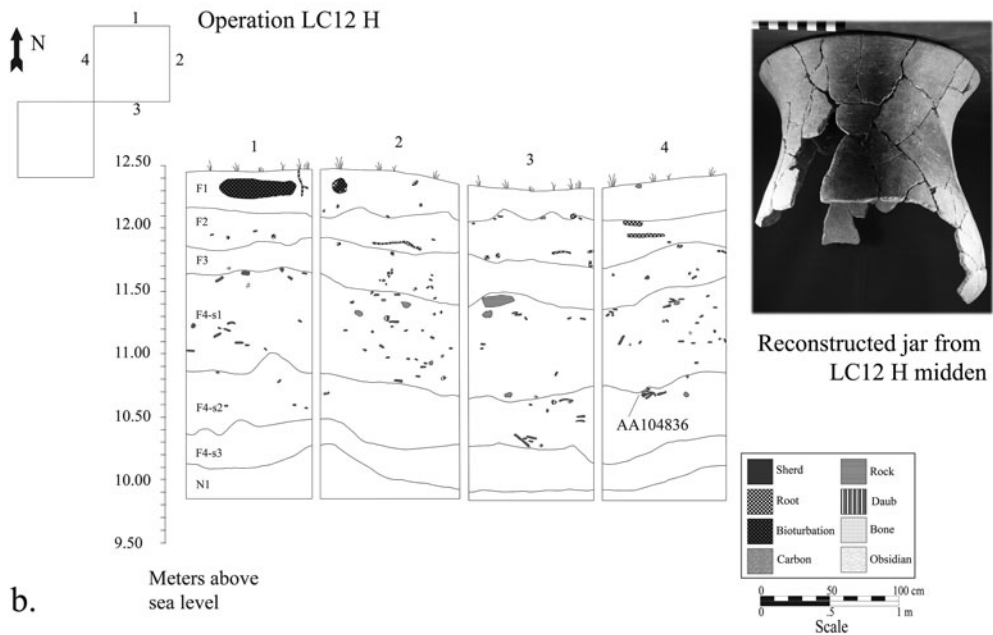 Operation LC12 H
N
1
4
2
3
1
2
3
4
12.50
12.00
11.50
11.00
10.50
10.00
9.50
F1
F2
F3
F4-s1
F4-s2
F4-s3
N1
AA104836
Meters above
sea level
b.
Reconstructed jar from
LC12 H midden
Sherd
Rock
Root
Daub
Bioturbation
Bone
Carbon
Obsidian
0 50 100 cm
0 .5 1 m
Scale